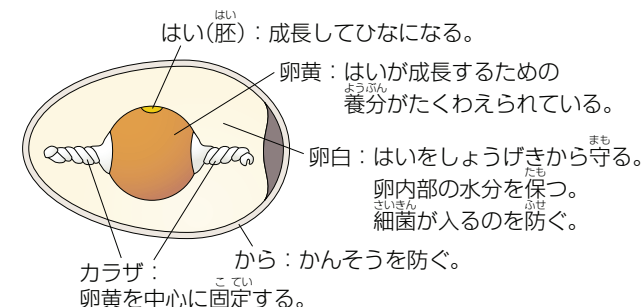 はい(胚)：成長してひなになる。
卵黄：はいが成長するための
養分がたくわえられている。
卵白：はいをしょうげきから守る。
卵内部の水分を保つ。
細菌が入るのを防ぐ。
から：かんそうを防ぐ。
カラザ：
卵黄を中心に固定する。